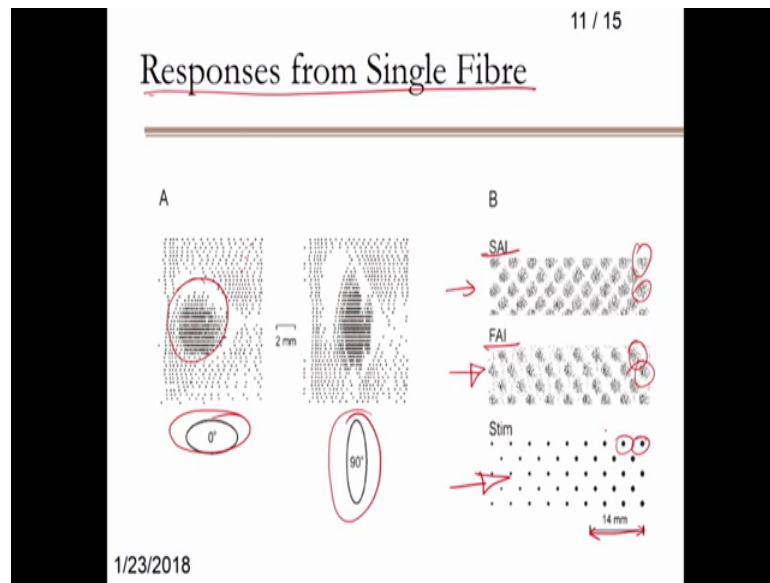 11 / 15
Responses from Single Fibre
A
B
SAI
FAI
2 mm
Stim
0°
90°
14 mm
1/23/2018